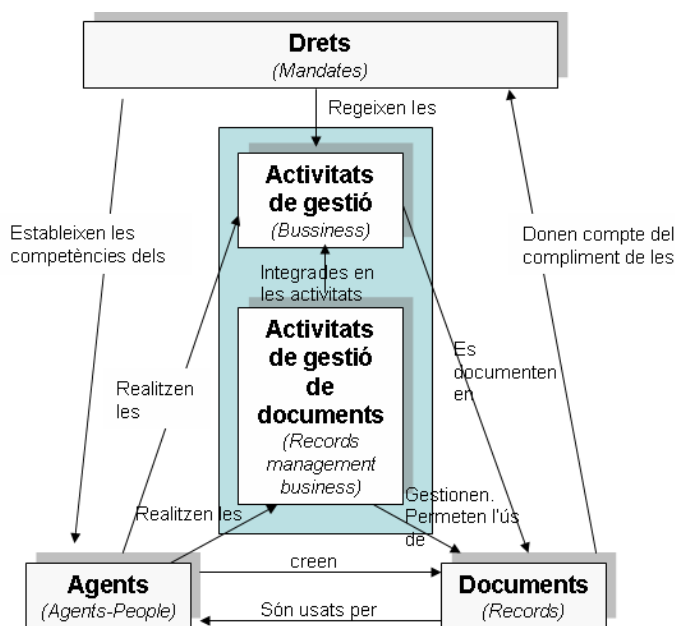 Drets
(Mandates)
Regeixen les
Activitats
de gestió
(Bussiness)
Estableixen les
competències dels
Donen compte del
compliment de les
Integrades en
les activitats
Activitats
de gestió
de
documents
(Records
management
business)
Es
documenten
en
Realitzen
les
Realitzen les
Gestionen.
Permeten l'ús
de
creen
Agents
(Agents-People)
Documents
(Records)
Són usats per